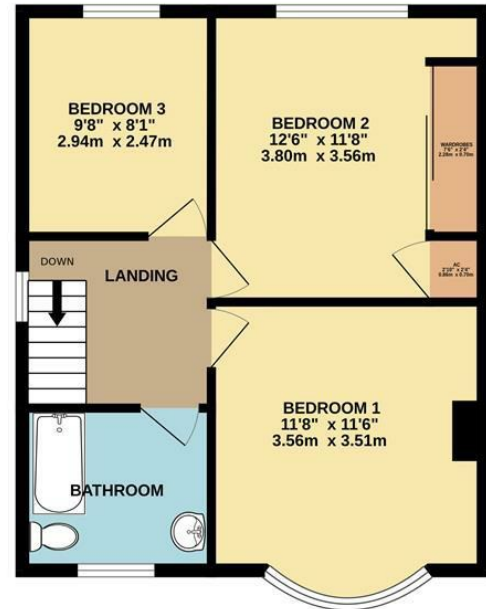 BEDROOM 3
9'8" x 8'1"
2.94m x 2.47m
BEDROOM 2
12'6" x 11'8"
3.80m x 3.56m
WARDROBES
DOWN
LANDING
AC
BEDROOM 1
11'8" x 11'6"
3.56m x 3.51m
BATHROOM